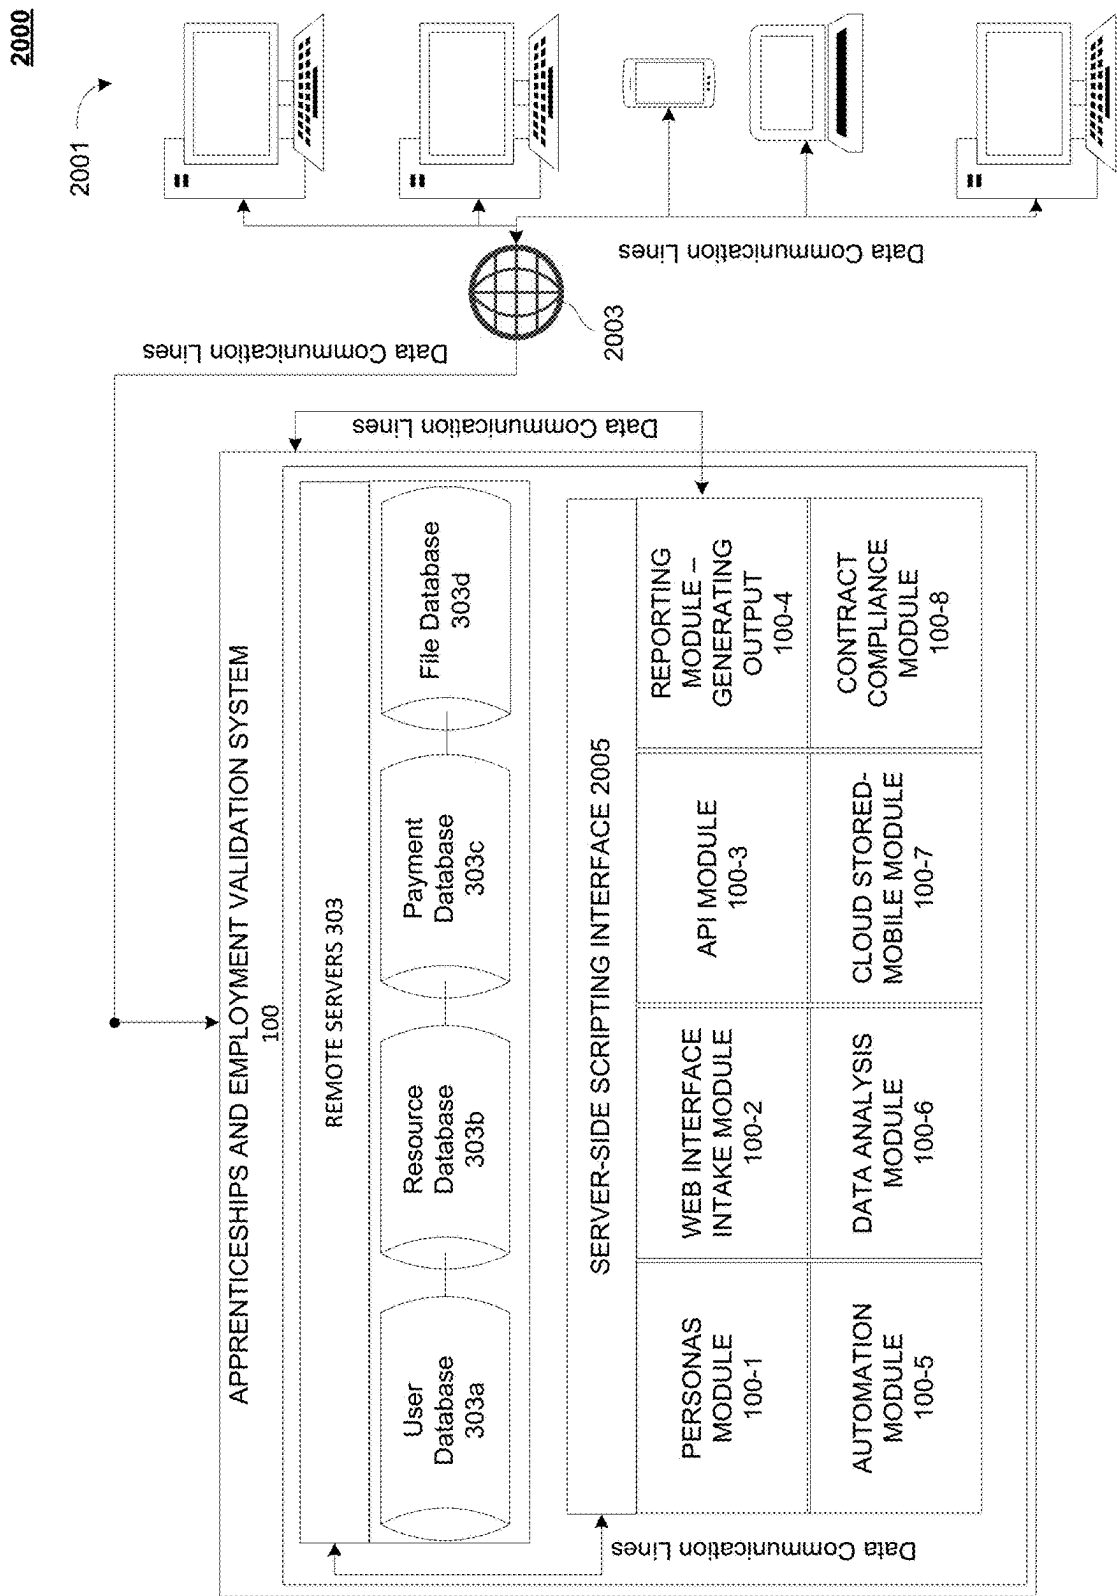 2000
2001
Data Communication Lines
2003
Data Communication Lines
APPRENTICESHIPS AND EMPLOYMENT VALIDATION SYSTEM
100
Data Communication Lines
REMOTE SERVERS 303
User
Database
303a
Resource
Database
303b
Payment
Database
303c
File Database
303d
SERVER-SIDE SCRIPTING INTERFACE 2005
PERSONAS
MODULE
100-1
WEB INTERFACE
INTAKE MODULE
100-2
API MODULE
100-3
REPORTING
MODULE –
GENERATING
OUTPUT
100-4
AUTOMATION
MODULE
100-5
DATA ANALYSIS
MODULE
100-6
CLOUD STORED-
MOBILE MODULE
100-7
CONTRACT
COMPLIANCE
MODULE
100-8
Data Communication Lines